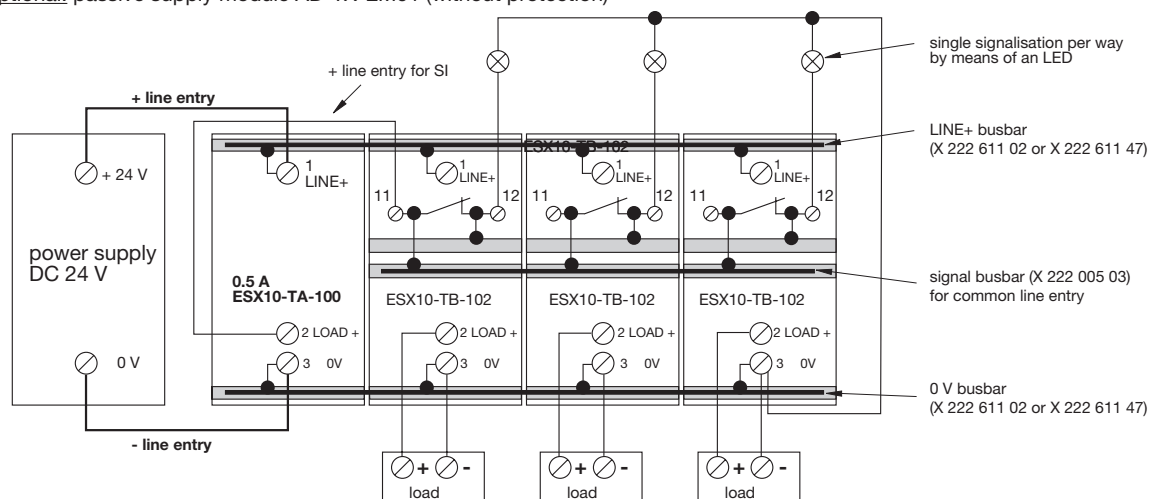 optional: passive supply module AD-TX-EM01 (without protection)
single signalisation per way
by means of an LED
+ line entry for SI
+ line entry
LINE+ busbar
(X 222 611 02 or X 222 611 47)
ESX10-TB-102
+ 24 V
1
LINE+
1
LINE+
1
LINE+
1
LINE+
11
12
11
12
11
12
power supply
DC 24 V
0.5 A
ESX10-TA-100
ESX10-TB-102
ESX10-TB-102
ESX10-TB-102
signal busbar (X 222 005 03)
for common line entry
2 LOAD +
2 LOAD +
2 LOAD +
2 LOAD +
0 V
3 0V
3 0V
3 0V
3 0V
0 V busbar
(X 222 611 02 or X 222 611 47)
- line entry
+ -
+ -
+ -
load
load
load